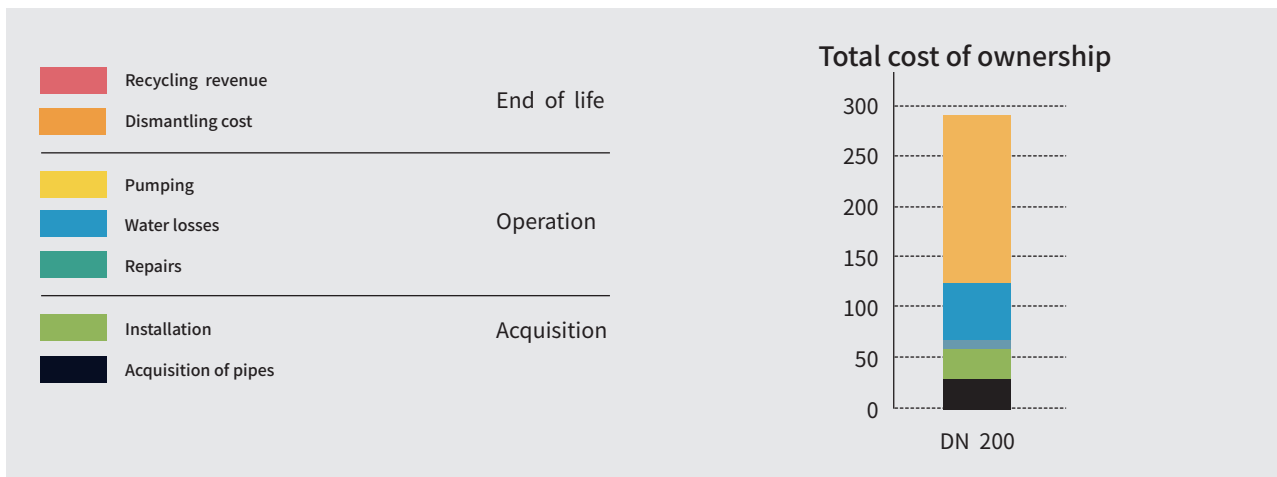 Recycling revenue
Dismantling cost
End of life
Pumping
Water losses
Repairs
Operation
Installation
Acquisition of pipes
Acquisition
Total cost of ownership
300
250
200
150
100
50
0
DN 200